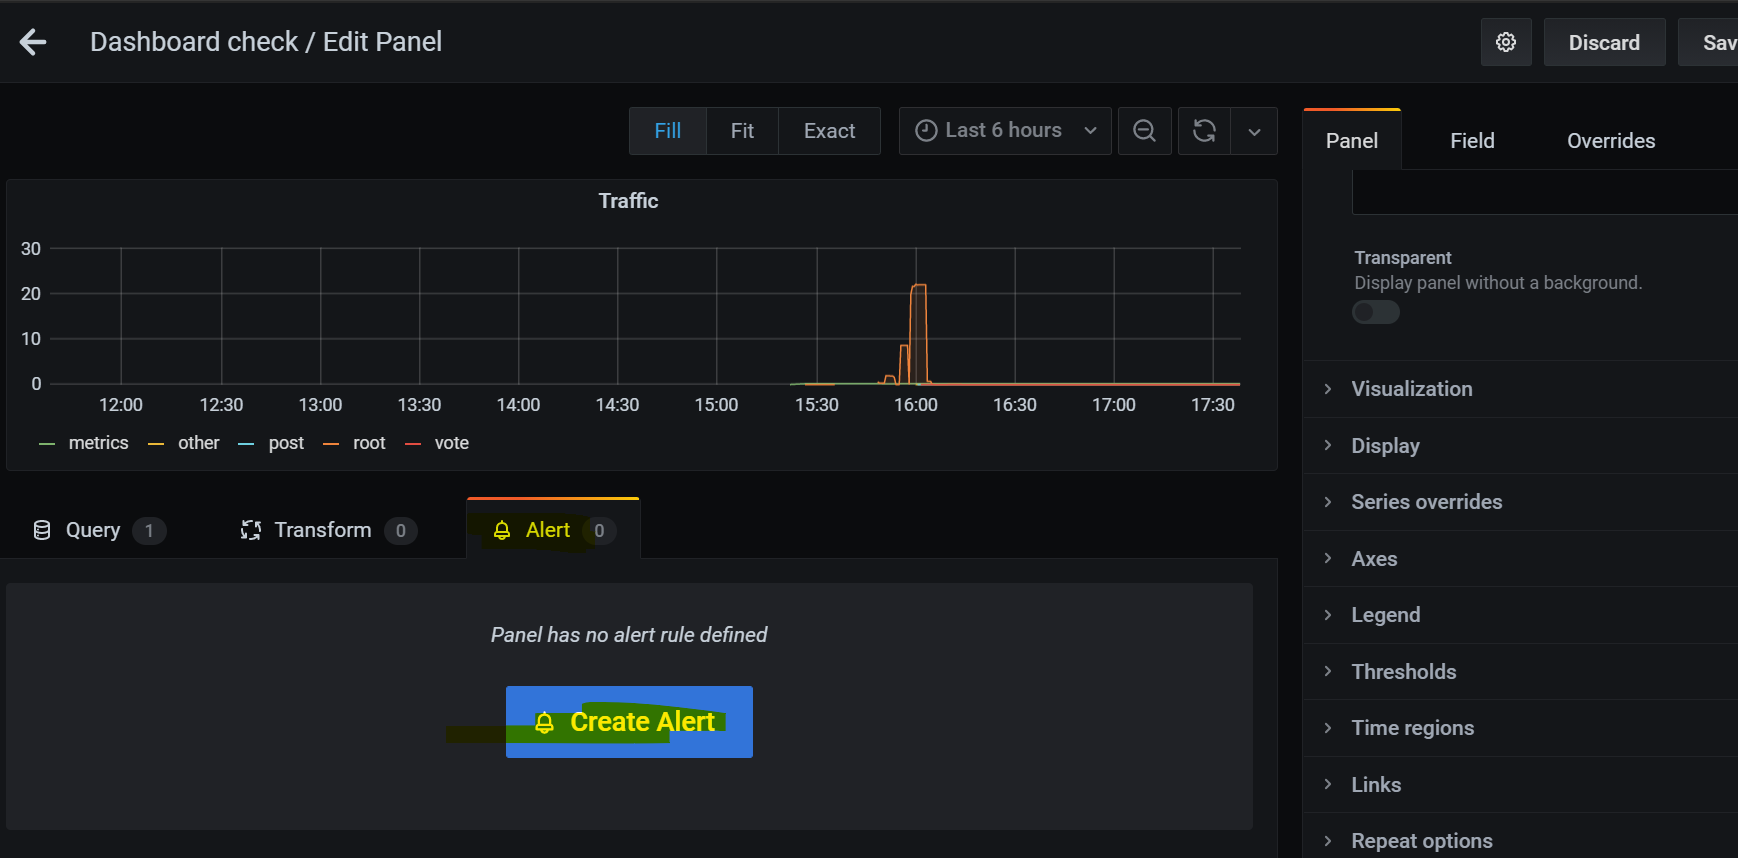 Dashboard check / Edit Panel
Discard
Sav
Fill Fit Exact
Last 6 hours
Panel Field Overrides
Traffic
30
20
10
0
12:00 12:30 13:00 13:30 14:00 14:30 15:00 15:30 16:00 16:30 17:00 17:30
metrics other post root vote
Transparent
Display panel without a background.
Visualization
Display
Series overrides
Axes
Legend
Thresholds
Time regions
Links
Repeat options
Query 1 Transform 0 Alert 0
Panel has no alert rule defined
Create Alert